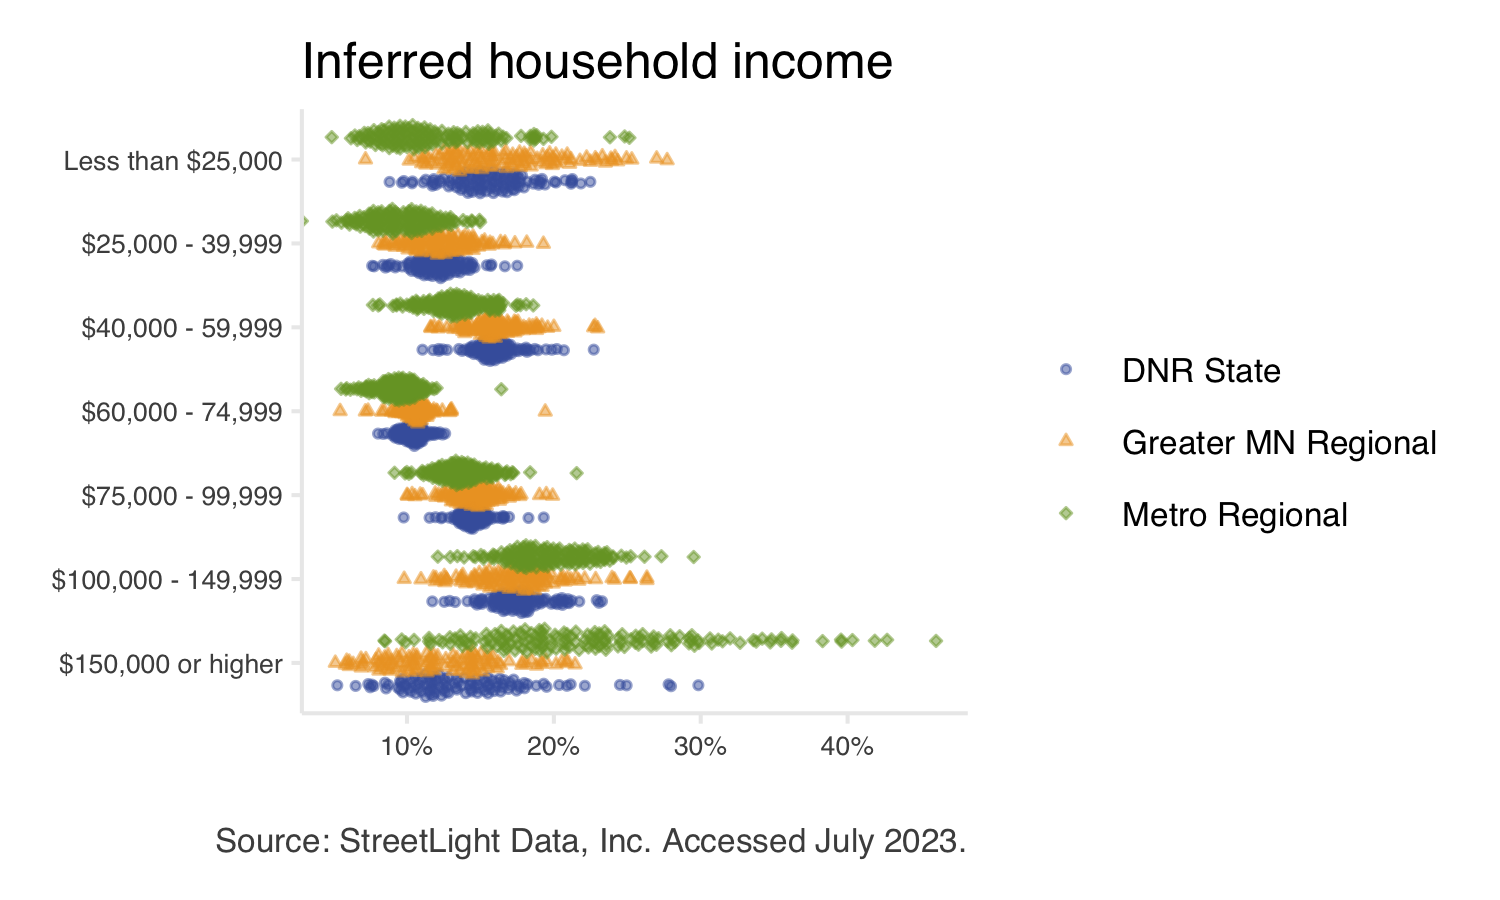 Inferred household income
Less than $25,000
$25,000 - 39,999
$40,000 - 59,999
$60,000 - 74,999
$75,000 - 99,999
$100,000 - 149,999
$150,000 or higher
10% 20% 30% 40%
DNR State
Greater MN Regional
Metro Regional
Source: StreetLight Data, Inc. Accessed July 2023.